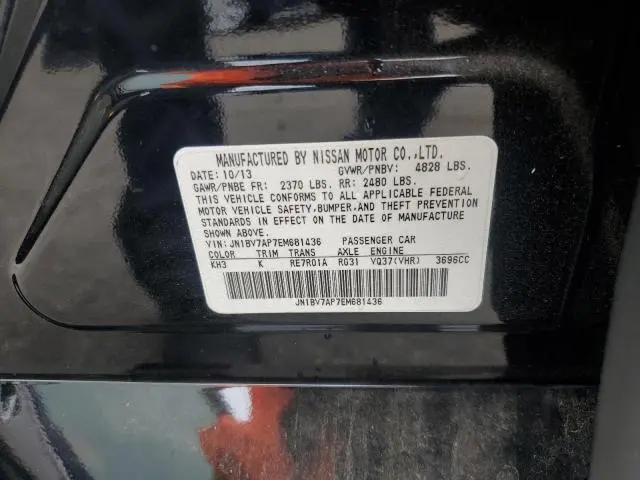 MANUFACTURED BY NISSAN MOTOR CO.,LTD.
DATE: 10/13 GVWR/PNBV: 4828 LBS.
GAWR/PNBE FR: 2370 LBS. RR: 2480 LBS.
THIS VEHICLE CONFORMS TO ALL APPLICABLE FEDERAL
MOTOR VEHICLE SAFETY,BUMPER,AND THEFT PREVENTION
STANDARDS IN EFFECT ON THE DATE OF MANUFACTURE
SHOWN ABOVE.
VIN: JN1BV7AP7EM681436 PASSENGER CAR
COLOR TRIM TRANS AXLE ENGINE
KH3 K RE7R01A RG31 VQ37(VHR) 3696CC
JN1BV7AP7EM681436